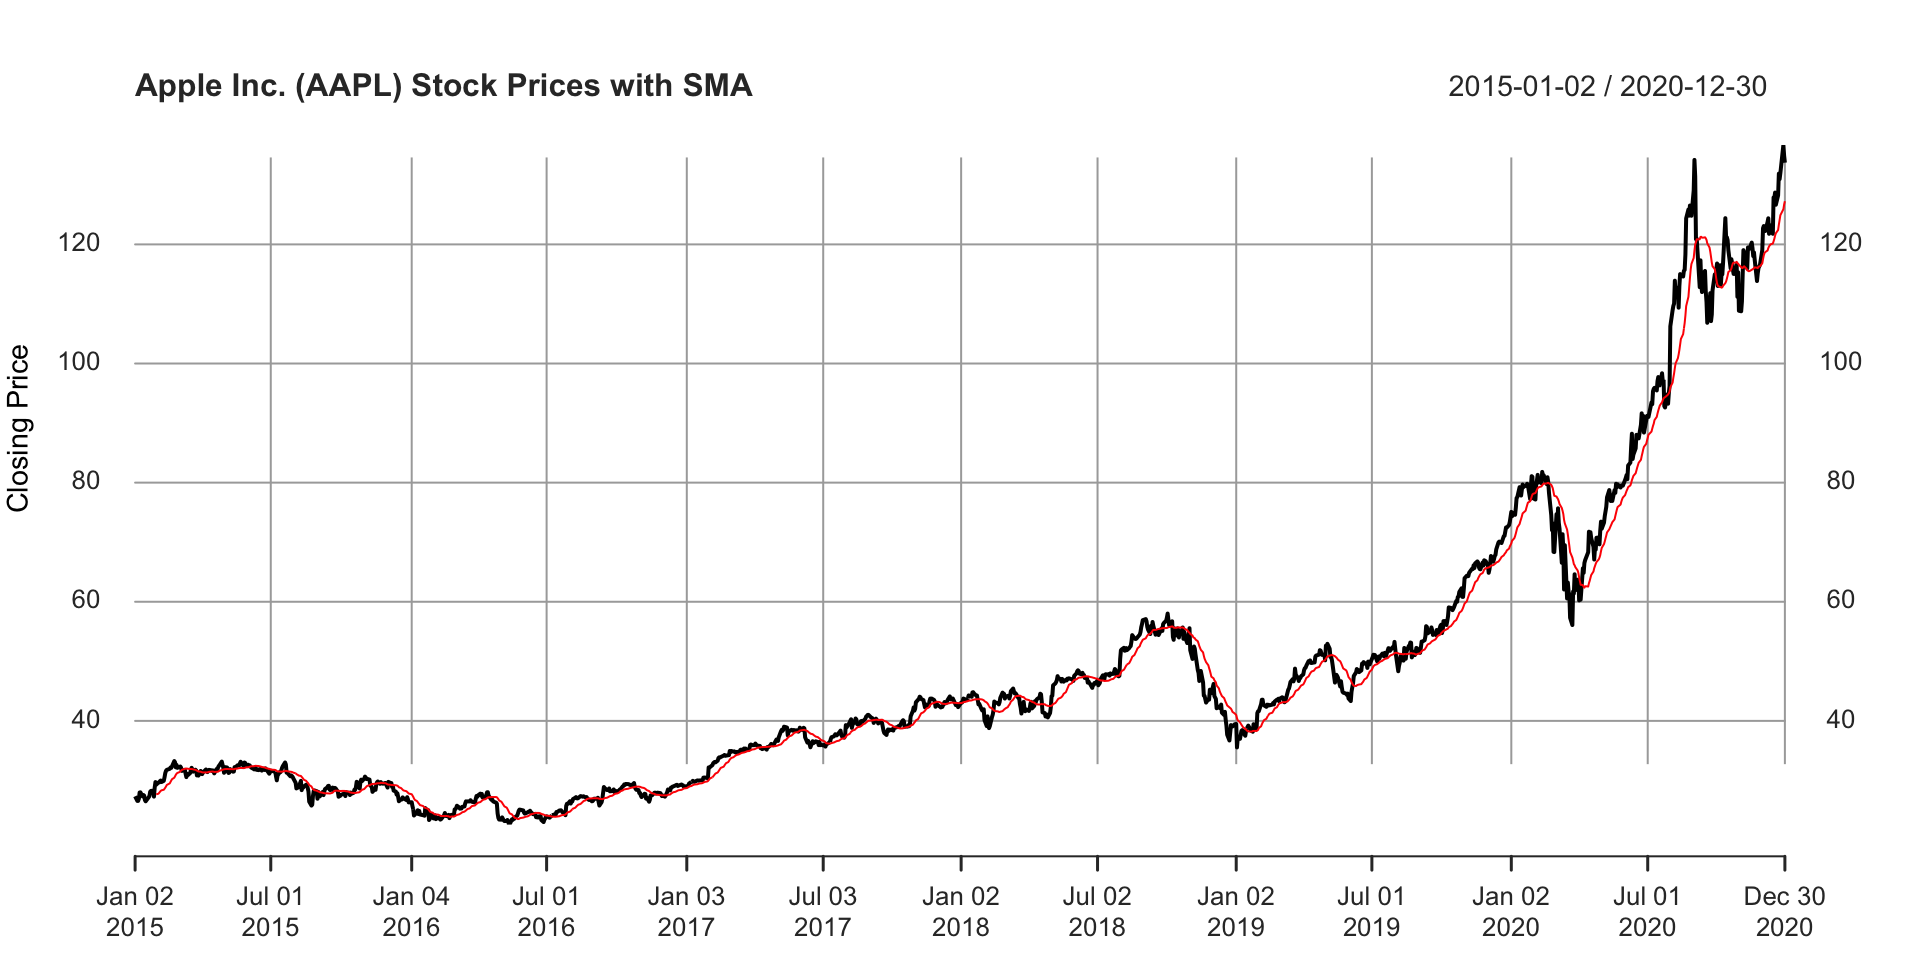 Apple Inc. (AAPL) Stock Prices with SMA 2015-01-02 / 2020-12-30
Closing Price
120 120
100 100
80 80
60 60
40 40
Jan 02 Jul 01 Jan 04 Jul 01 Jan 03 Jul 03 Jan 02 Jul 02 Jan 02 Jul 01 Jan 02 Jul 01 Dec 30
2015 2015 2016 2016 2017 2017 2018 2018 2019 2019 2020 2020 2020